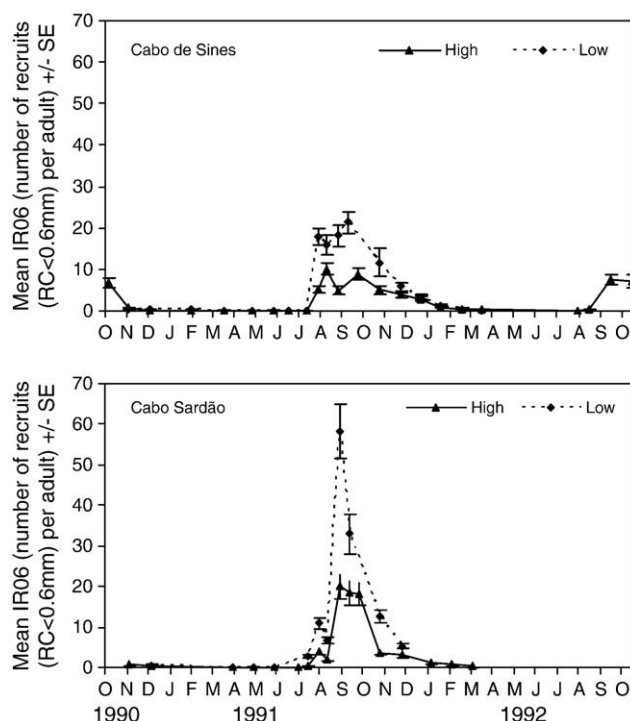 70
Cabo de Sines
High
Low
60
50
40
30
20
10
0
Mean IR06 (number of recruits
(RC<0.6mm) per adult) +/- SE
O N D J F M A M J J A S O N D J F M A M J J A S O
70
Cabo Sardão
High
Low
60
50
40
30
20
10
0
Mean IR06 (number of recruits
(RC<0.6mm) per adult) +/- SE
O N D J F M A M J J A S O N D J F M A M J J A S O
1990 1991 1992